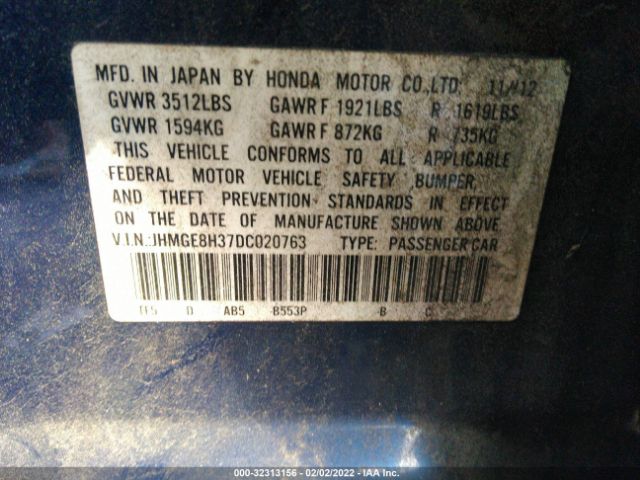 MFD. IN JAPAN BY HONDA MOTOR CO.,LTD. 11/12
GVWR 3512LBS GAWR F 1921LBS R 1619LBS
GVWR 1594KG GAWR F 872KG R 735KG
THIS VEHICLE CONFORMS TO ALL APPLICABLE
FEDERAL MOTOR VEHICLE SAFETY, BUMPER,
AND THEFT PREVENTION STANDARDS IN EFFECT
ON THE DATE OF MANUFACTURE SHOWN ABOVE.
V.I.N.:JHMGE8H37DC020763 TYPE: PASSENGER CAR
TF5 D AB5 B553P B C
000-32313156 - 02/02/2022 - IAA Inc.